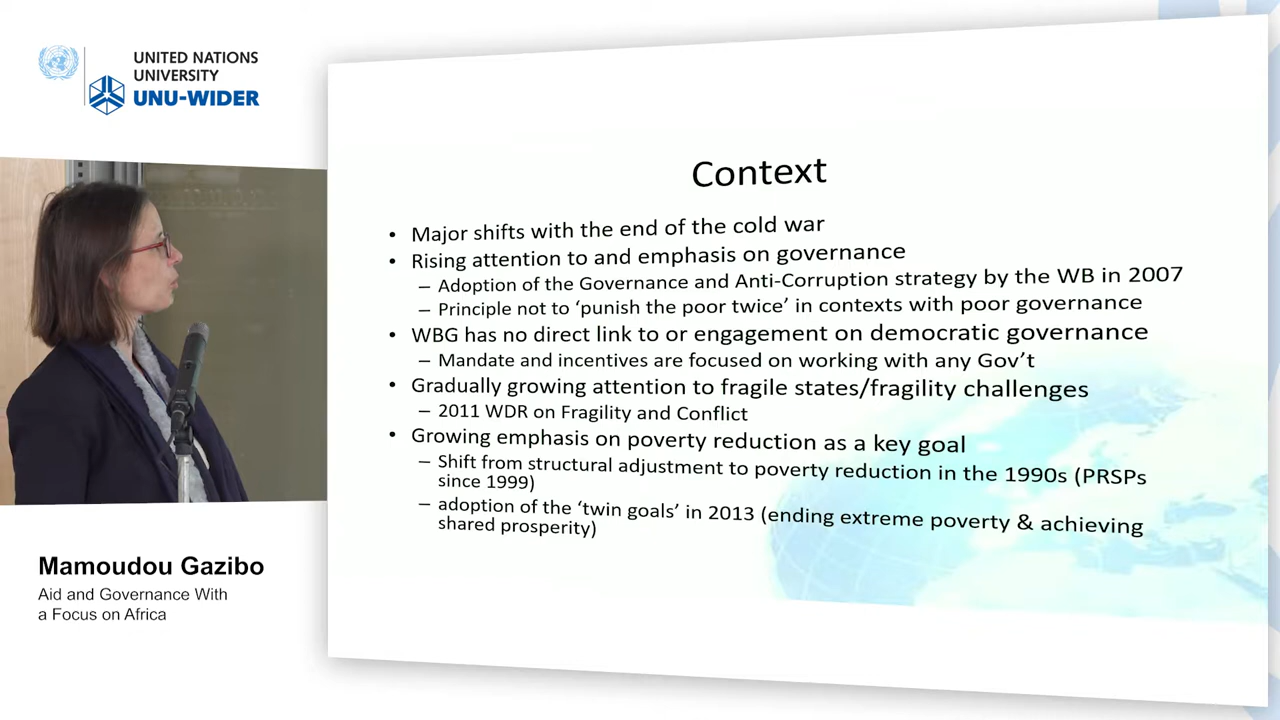 UNITED NATIONS
UNIVERSITY
UNU-WIDER
Context
• Major shifts with the end of the cold war
• Rising attention to and emphasis on governance
– Adoption of the Governance and Anti-Corruption strategy by the WB in 2007
– Principle not to ‘punish the poor twice’ in contexts with poor governance
• WBG has no direct link to or engagement on democratic governance
– Mandate and incentives are focused on working with any Gov’t
• Gradually growing attention to fragile states/fragility challenges
– 2011 WDR on Fragility and Conflict
• Growing emphasis on poverty reduction as a key goal
– Shift from structural adjustment to poverty reduction in the 1990s (PRSPs
since 1999)
– adoption of the ‘twin goals’ in 2013 (ending extreme poverty & achieving
shared prosperity)
Mamoudou Gazibo
Aid and Governance With
a Focus on Africa